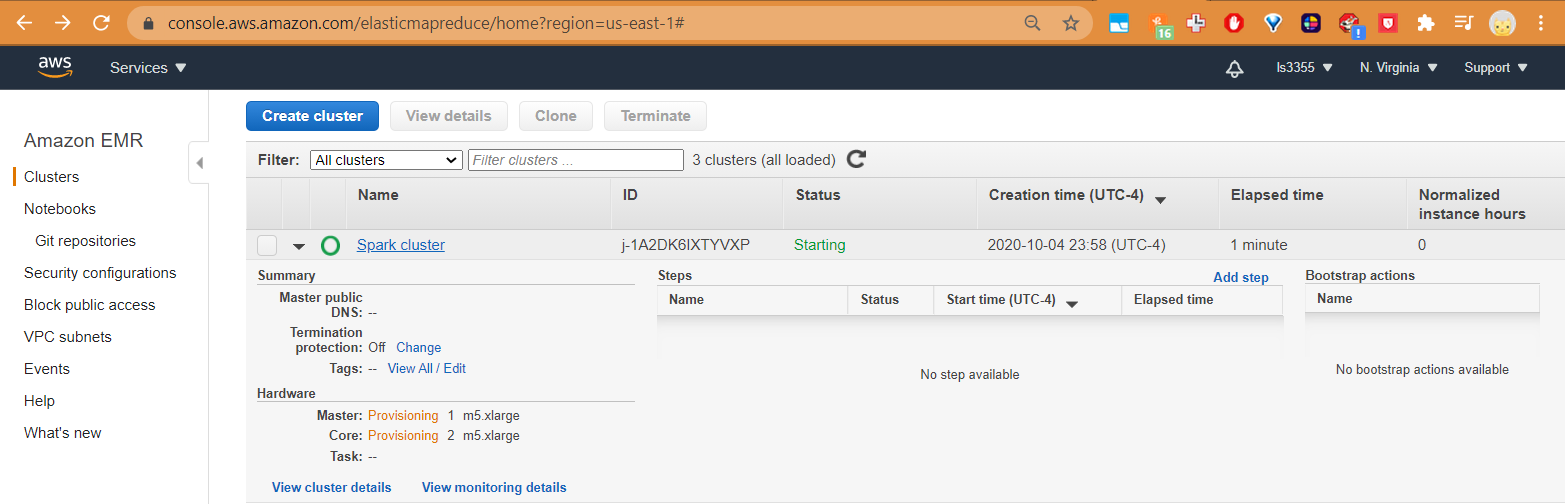 console.aws.amazon.com/elasticmapreduce/home?region=us-east-1#
16
aws Services ls3355 N. Virginia Support
Amazon EMR
Clusters
Notebooks
Git repositories
Security configurations
Block public access
VPC subnets
Events
Help
What's new
Create cluster View details Clone Terminate
Filter: All clusters Filter clusters ... 3 clusters (all loaded)
Name ID Status Creation time (UTC-4) Elapsed time Normalized
instance hours
Spark cluster j-1A2DK6IXTYVXP Starting 2020-10-04 23:58 (UTC-4) 1 minute 0
Summary
Master public
DNS: --
Termination
protection: Off Change
Tags: -- View All / Edit
Hardware
Master: Provisioning 1 m5.xlarge
Core: Provisioning 2 m5.xlarge
Task: --
View cluster details View monitoring details
Steps Add step
Name Status Start time (UTC-4) Elapsed time
No step available
Bootstrap actions
Name
No bootstrap actions available